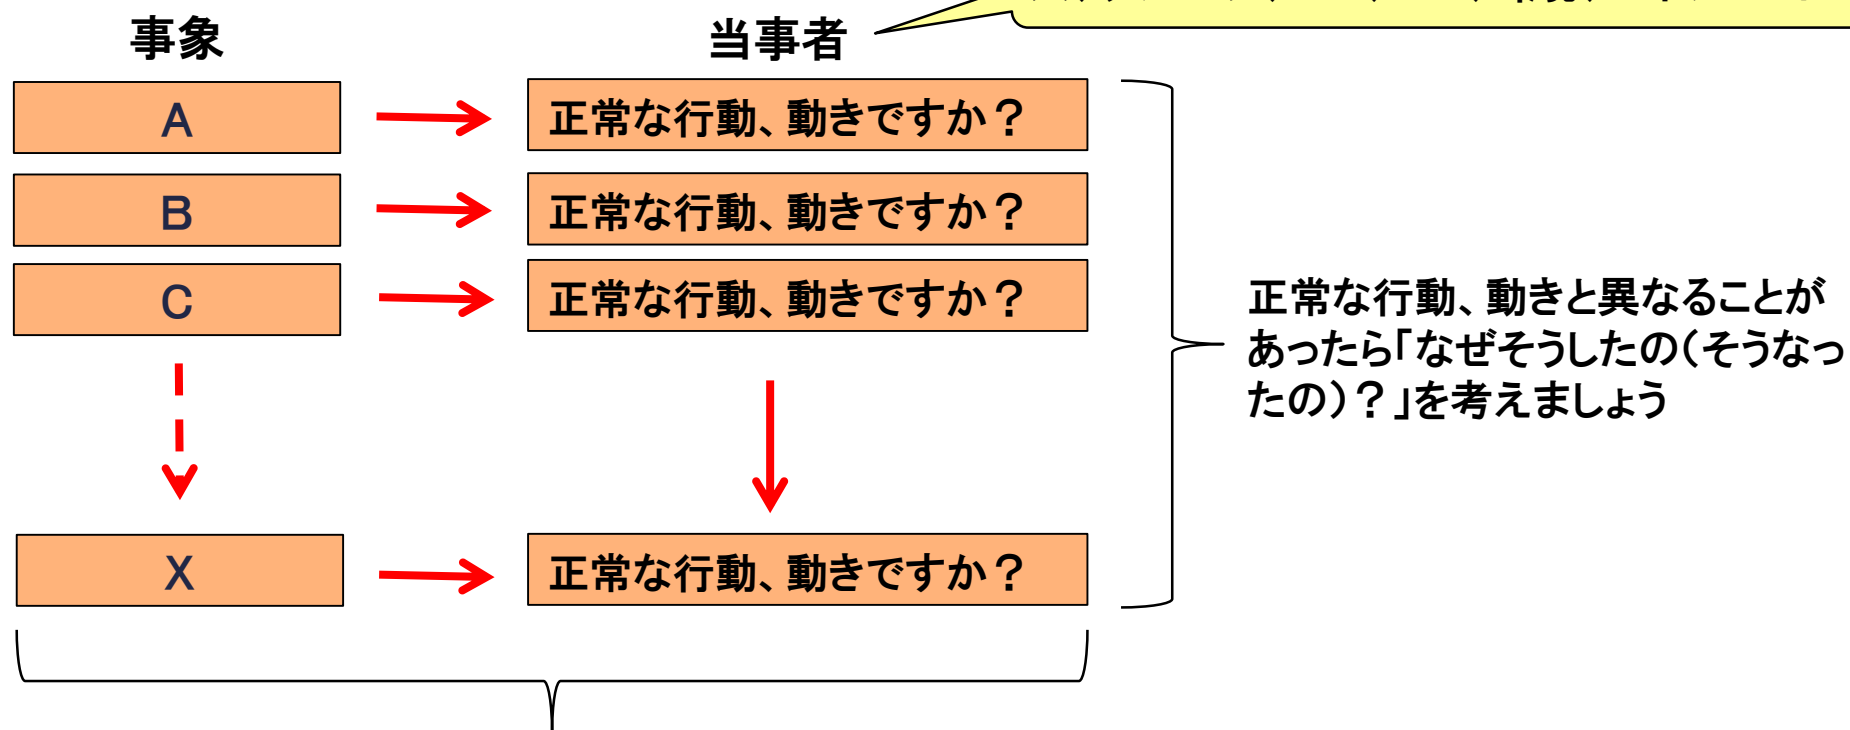 事象
当事者
A
正常な行動、動きですか？
B
正常な行動、動きですか？
C
正常な行動、動きですか？
X
正常な行動、動きですか？
正常な行動、動きと異なることが
あったら「なぜそうしたの（そうなっ
たの）？」を考えましょう